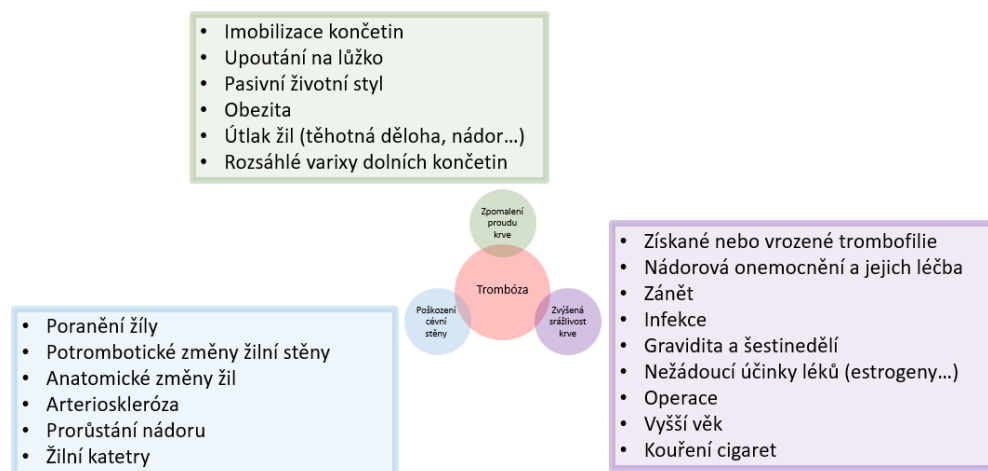 • Imobilizace končetin
• Upoutání na lůžko
• Pasivní životní styl
• Obezita
• Útlak žil (těhotná děloha, nádor…)
• Rozsáhlé varixy dolních končetin
Zpomalení
proudu
krve
Trombóza
Poškození
cévní
stěny
Zvýšená
srážlivost
krve
• Poranění žíly
• Potrombotické změny žilní stěny
• Anatomické změny žil
• Arterioskleróza
• Prorůstání nádoru
• Žilní katetry
• Získané nebo vrozené trombofilie
• Nádorová onemocnění a jejich léčba
• Zánět
• Infekce
• Gravidita a šestinedělí
• Nežádoucí účinky léků (estrogeny…)
• Operace
• Vyšší věk
• Kouření cigaret